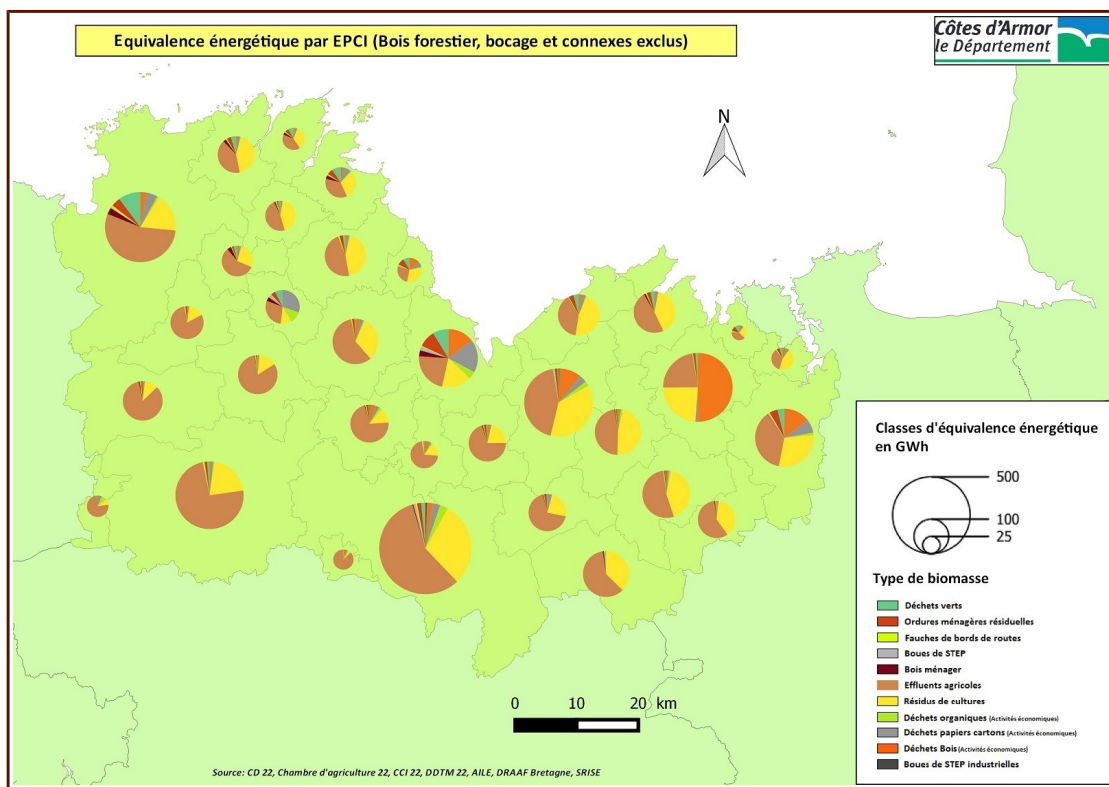 Equivalence énergétique par EPCI (Bois forestier, bocage et connexes exclus)
Côtes d'Armor
le Département
N
Classes d'équivalence énergétique
en GWh
500
100
25
Type de biomasse
Déchets verts
Ordures ménagères résiduelles
Fauches de bords de routes
Boues de STEP
Bois ménager
Effluents agricoles
Résidus de cultures
Déchets organiques (Activités économiques)
Déchets papiers cartons (Activités économiques)
Déchets Bois (Activités économiques)
Boues de STEP industrielles
0 10 20 km
Source: CD 22, Chambre d'agriculture 22, CCI 22, DDTM 22, AILE, DRAAF Bretagne, SRISE